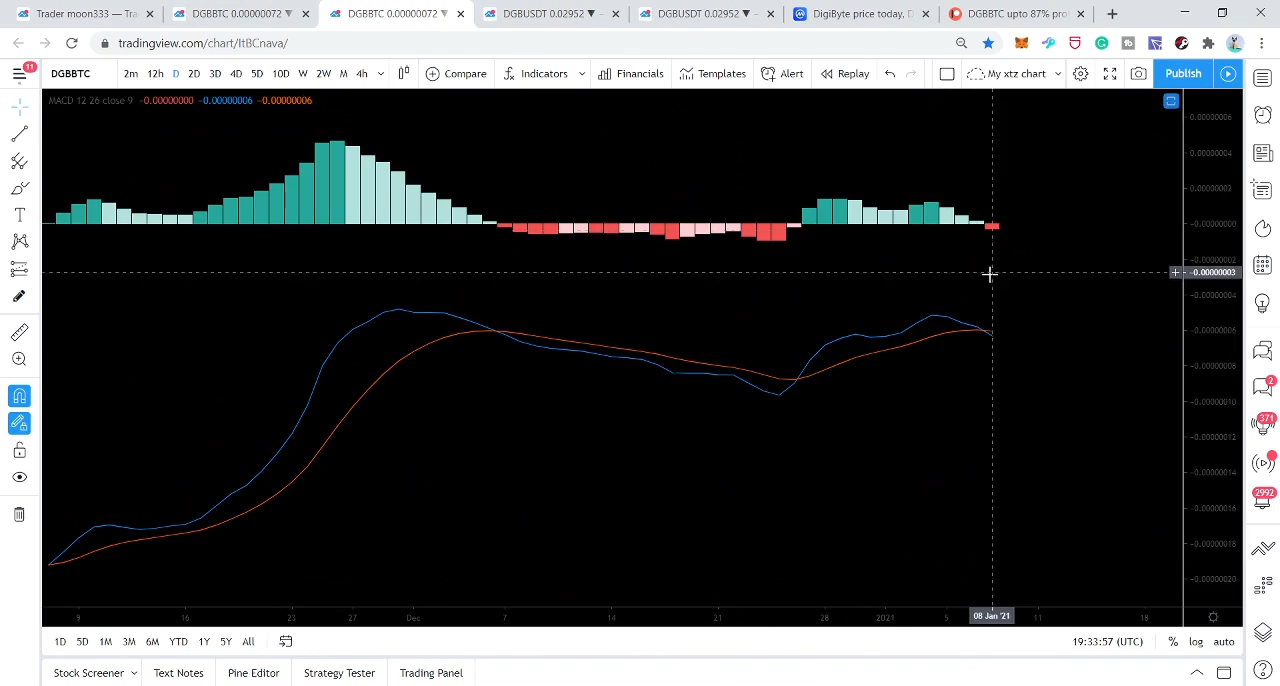 Trader moon333 — Tra
DGBBTC 0.00000072 ▼
DGBBTC 0.00000072 ▼
DGBUSDT 0.02952 ▼ −
DGBUSDT 0.02952 ▼ −
DigiByte price today, D
DGBBTC upto 87% pro
tradingview.com/chart/ItBCnava/
11
DGBBTC 2m 12h D 2D 3D 4D 5D 10D W 2W M 4h Compare Indicators Financials Templates Alert Replay My xtz chart Publish
MACD 12 26 close 9 -0.00000000 -0.00000006 -0.00000006
0.00000006
0.00000004
0.00000002
-0.00000000
-0.00000002
-0.00000003
-0.00000004
-0.00000006
-0.00000008
-0.00000010
-0.00000012
-0.00000014
-0.00000016
-0.00000018
-0.00000020
2
371
2992
9 16 23 27 Dec 7 14 21 28 2021 5 08 Jan '21 11 18
1D 5D 1M 3M 6M YTD 1Y 5Y All 19:33:57 (UTC) % log auto
Stock Screener Text Notes Pine Editor Strategy Tester Trading Panel